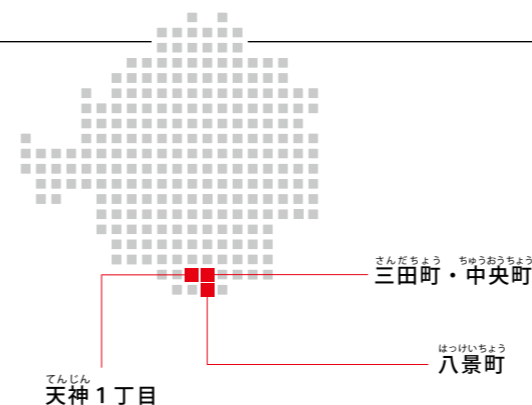 さんだちょう ちゅうおうちょう
三田町・中央町
はっけいちょう
八景町
てんじん
天神1丁目